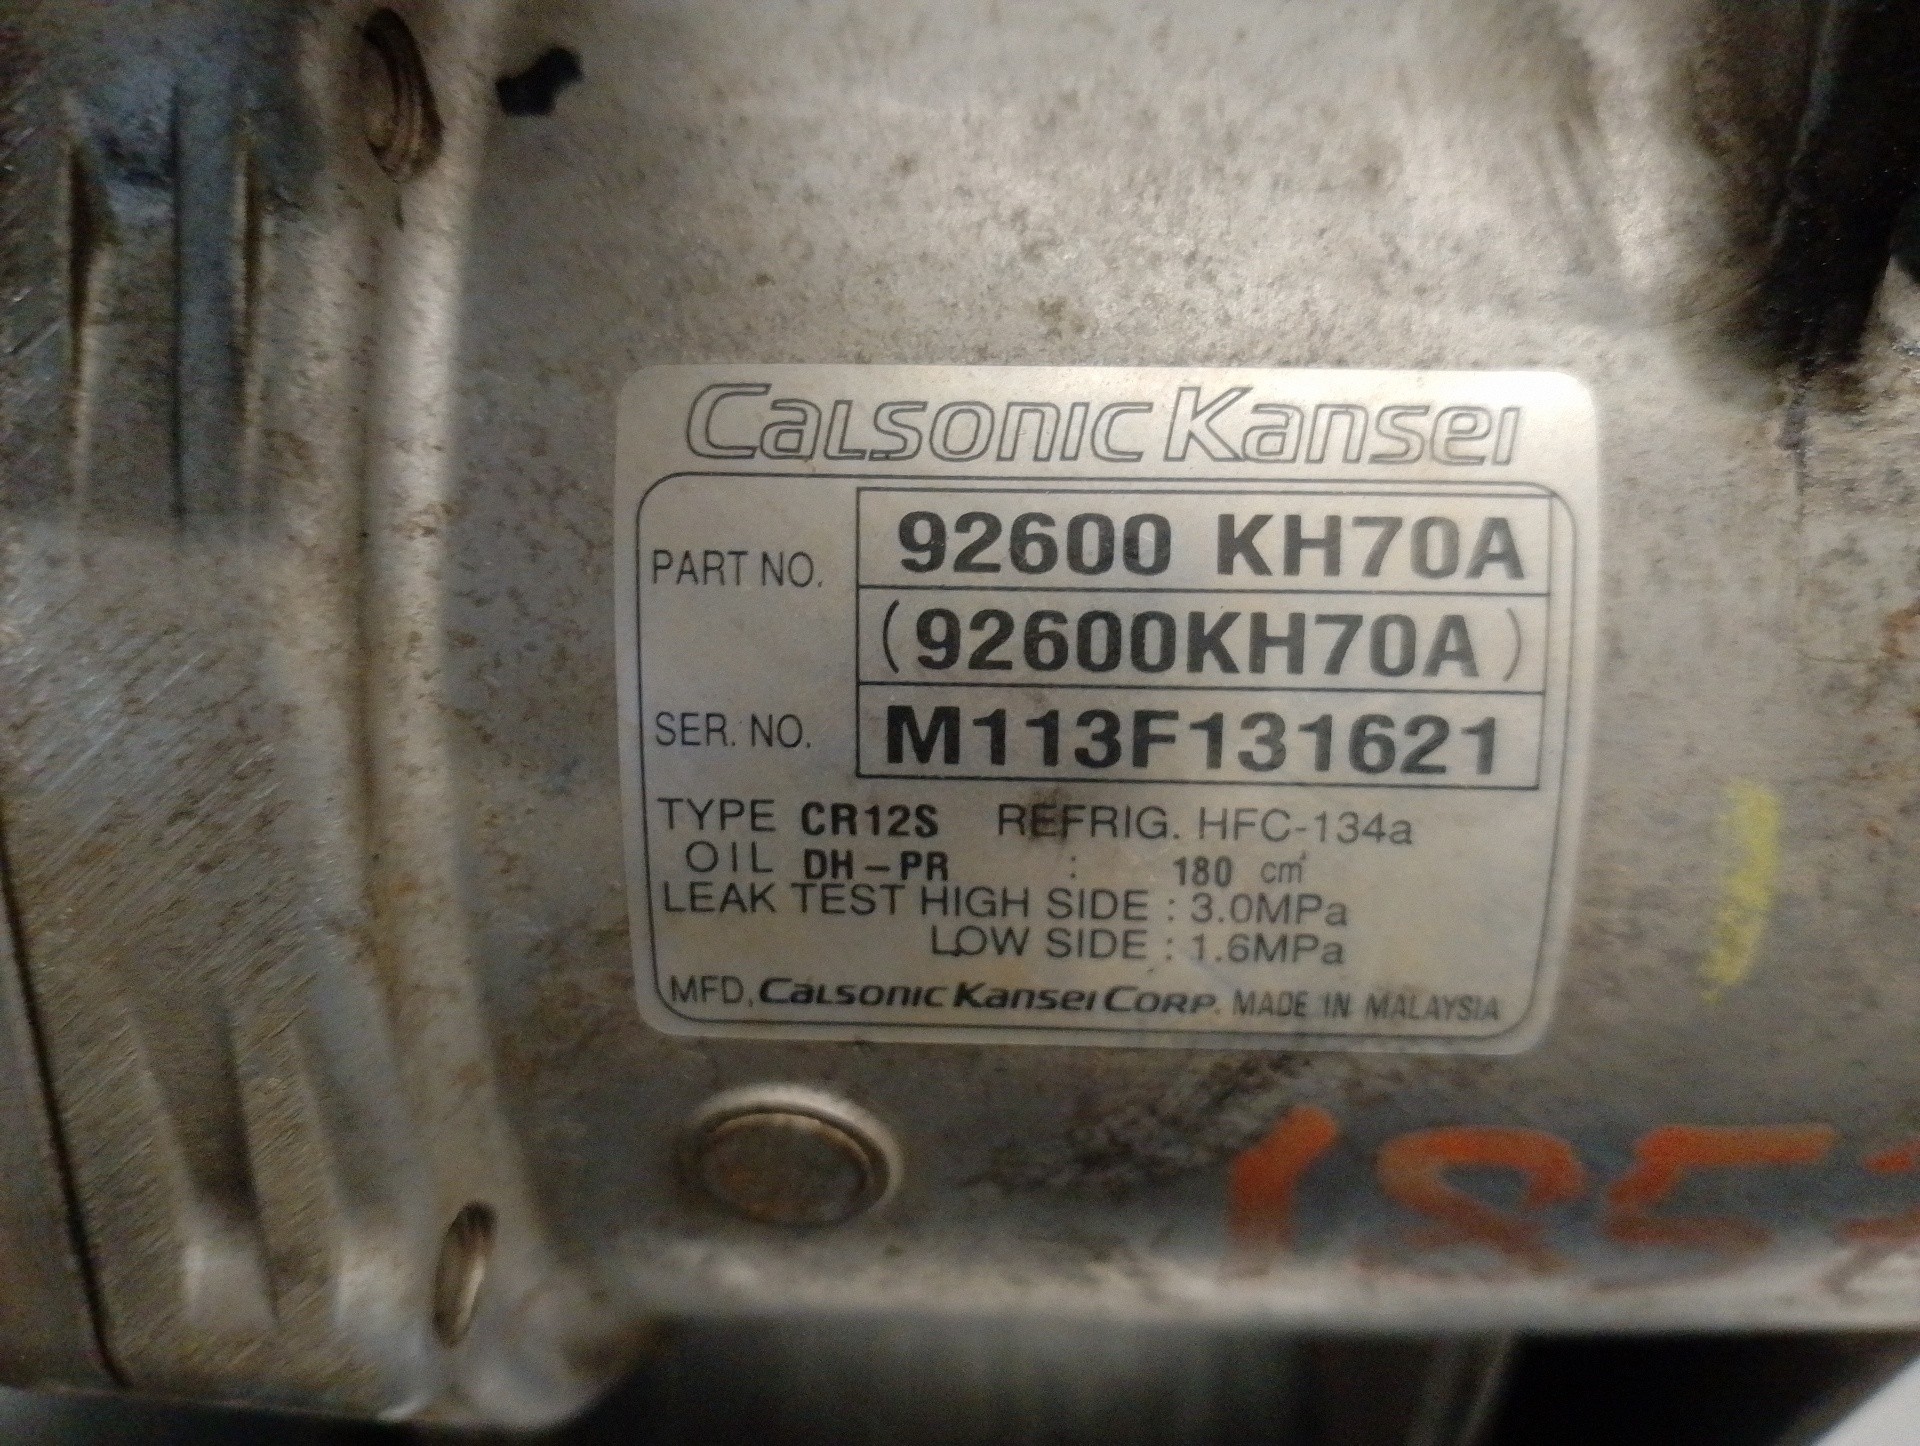 Calsonic Kansei
PART NO. 92600 KH70A
(92600KH70A)
SER. NO. M113F131621
TYPE CR12S REFRIG. HFC-134a
OIL DH-PR : 180 cm³
LEAK TEST HIGH SIDE : 3.0MPa
LOW SIDE : 1.6MPa
MFD. Calsonic Kansei Corp. MADE IN MALAYSIA